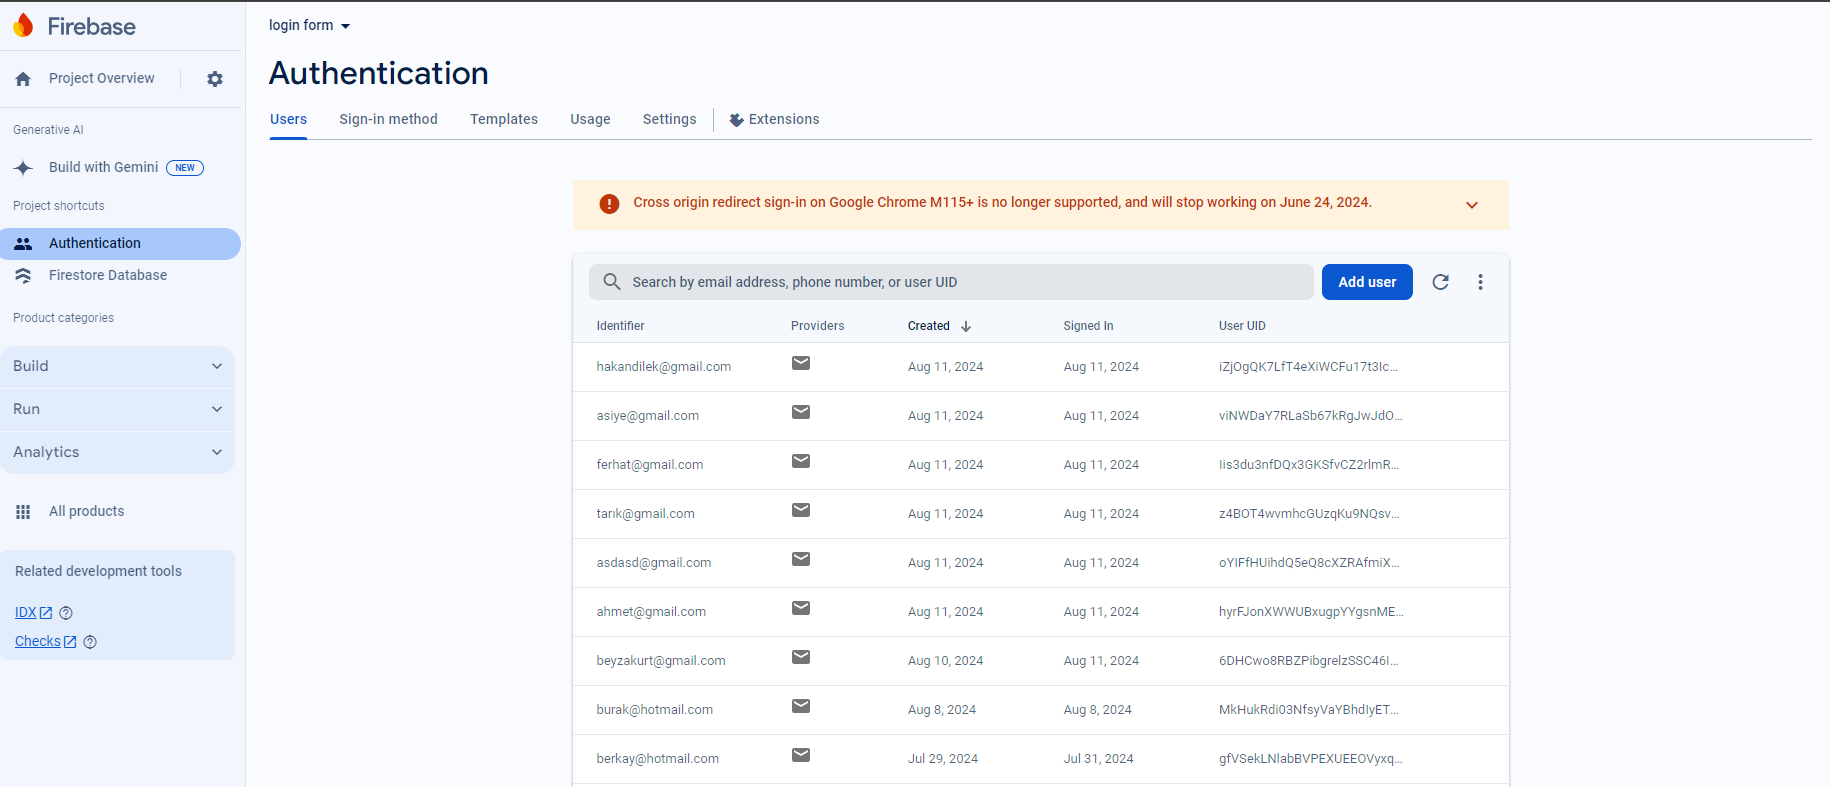 Firebase
Project Overview
Generative AI
Build with Gemini NEW
Project shortcuts
Authentication
Firestore Database
Product categories
Build
Run
Analytics
All products
Related development tools
IDX
Checks
login form
Authentication
Users Sign-in method Templates Usage Settings Extensions
Cross origin redirect sign-in on Google Chrome M115+ is no longer supported, and will stop working on June 24, 2024.
Search by email address, phone number, or user UID Add user
Identifier Providers Created Signed In User UID
hakandilek@gmail.com Aug 11, 2024 Aug 11, 2024 iZjOgQK7LfT4eXiWCFu17t3Ic...
asiye@gmail.com Aug 11, 2024 Aug 11, 2024 viNWDaY7RLaSb67kRgJwJdO...
ferhat@gmail.com Aug 11, 2024 Aug 11, 2024 Iis3du3nfDQx3GKSfvCZ2rlmR...
tarık@gmail.com Aug 11, 2024 Aug 11, 2024 z4BOT4wvmhcGUzqKu9NQsv...
asdasd@gmail.com Aug 11, 2024 Aug 11, 2024 oYIFfHUihdQ5eQ8cXZRAfmiX...
ahmet@gmail.com Aug 11, 2024 Aug 11, 2024 hyrFJonXWWUBxugpYYgsnME...
beyzakurt@gmail.com Aug 10, 2024 Aug 11, 2024 6DHCwo8RBZPibgrelzSSC46I...
burak@hotmail.com Aug 8, 2024 Aug 8, 2024 MkHukRdi03NfsyVaYBhdIyET...
berkay@hotmail.com Jul 29, 2024 Jul 31, 2024 gfVSekLNlabBVPEXUEEOVyxq...